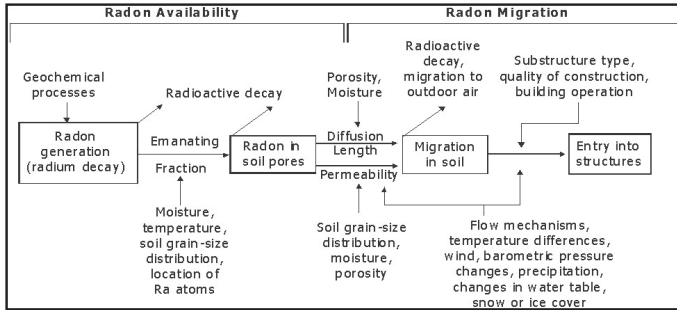 Radon Availability
Radon Migration
Geochemical
processes
Radioactive decay
Porosity,
Moisture
Radioactive
decay,
migration to
outdoor air
Substructure type,
quality of construction,
building operation
Radon
generation
(radium decay)
Emanating
Fraction
Radon in
soil pores
Diffusion
Length
Permeability
Migration
in soil
Entry into
structures
Moisture,
temperature,
soil grain-size
distribution,
location of
Ra atoms
Soil grain-size
distribution,
moisture,
porosity
Flow mechanisms,
temperature differences,
wind, barometric pressure
changes, precipitation,
changes in water table,
snow or ice cover